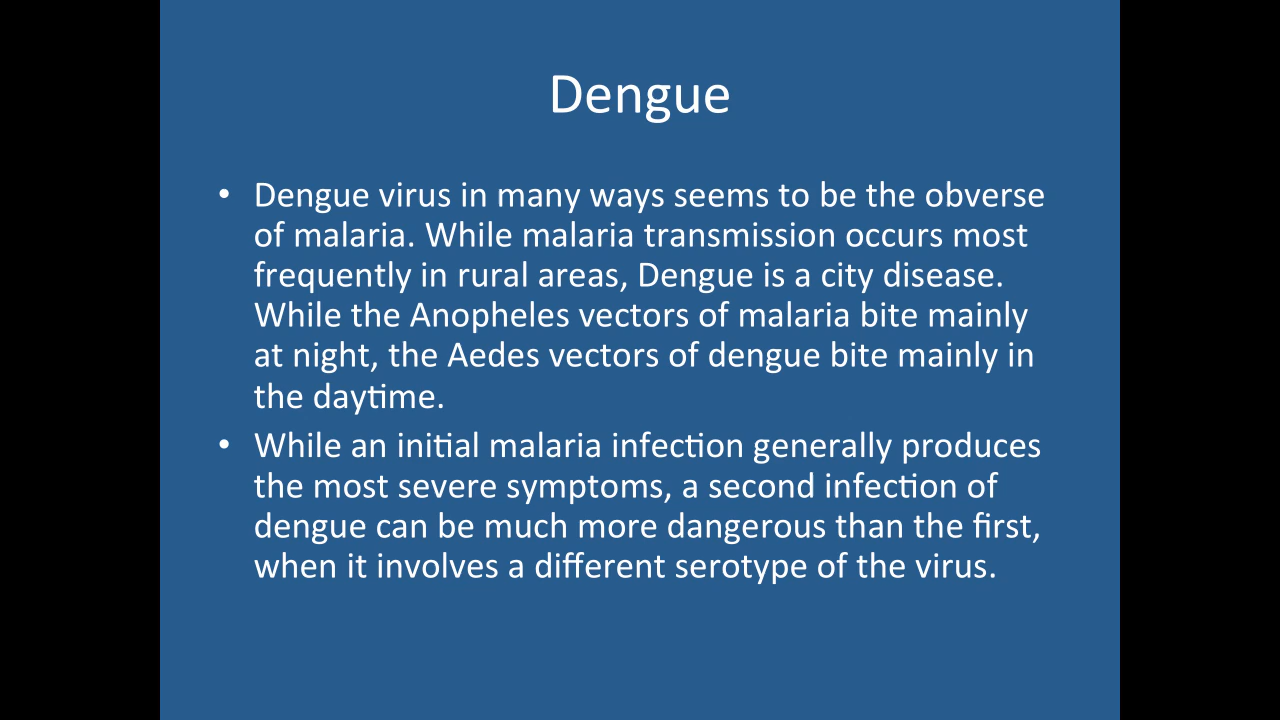 Dengue
• Dengue virus in many ways seems to be the obverse
of malaria. While malaria transmission occurs most
frequently in rural areas, Dengue is a city disease.
While the Anopheles vectors of malaria bite mainly
at night, the Aedes vectors of dengue bite mainly in
the daytime.
• While an initial malaria infection generally produces
the most severe symptoms, a second infection of
dengue can be much more dangerous than the first,
when it involves a different serotype of the virus.